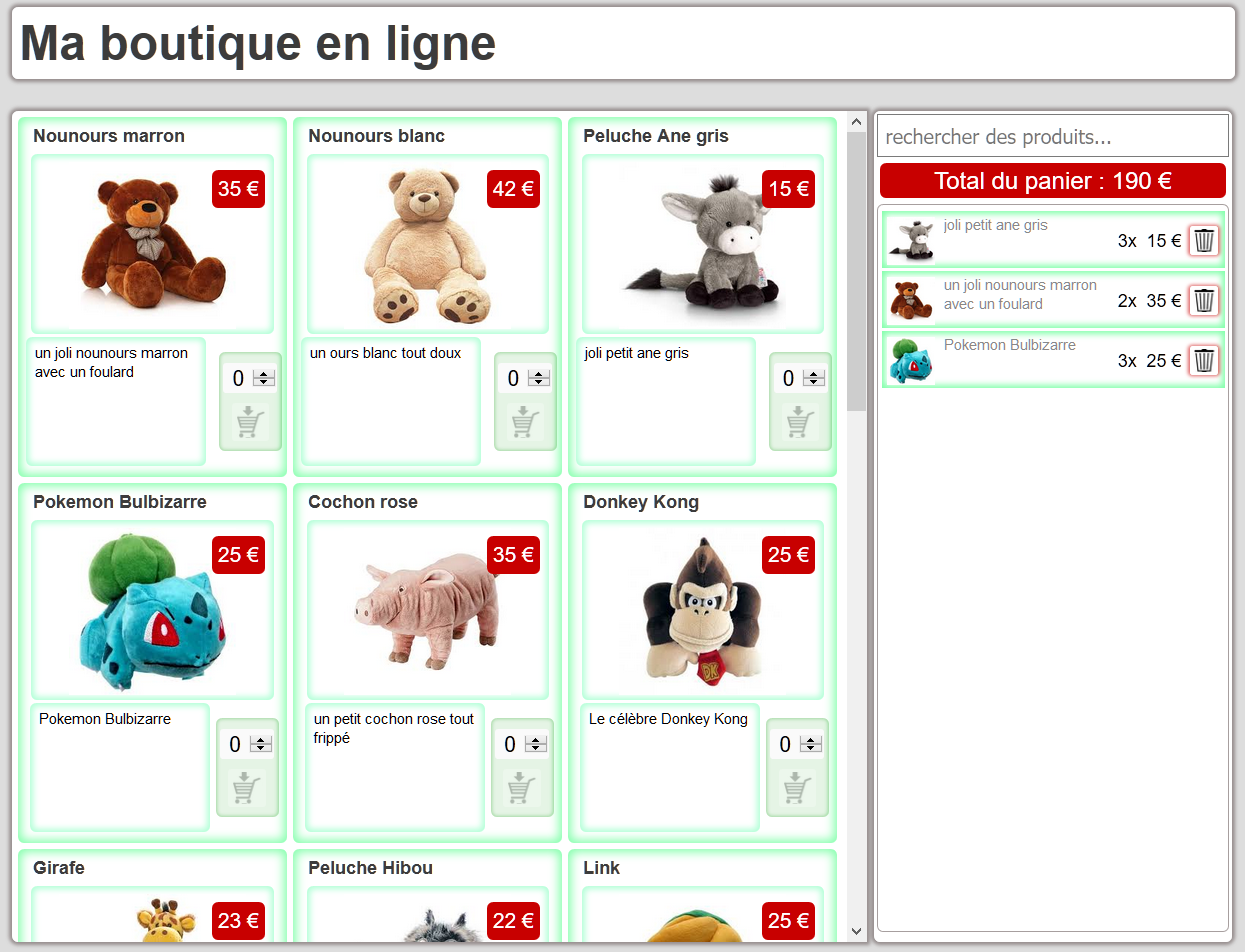 Ma boutique en ligne
Nounours marron
35 €
un joli nounours marron
avec un foulard
0
Nounours blanc
42 €
un ours blanc tout doux
0
Peluche Ane gris
15 €
joli petit ane gris
0
Pokemon Bulbizarre
25 €
Pokemon Bulbizarre
0
Cochon rose
35 €
un petit cochon rose tout
frippé
0
Donkey Kong
25 €
DK
Le célèbre Donkey Kong
0
Girafe
23 €
Peluche Hibou
22 €
Link
25 €
rechercher des produits...
Total du panier : 190 €
joli petit ane gris
3x 15 €
un joli nounours marron
avec un foulard
2x 35 €
Pokemon Bulbizarre
3x 25 €